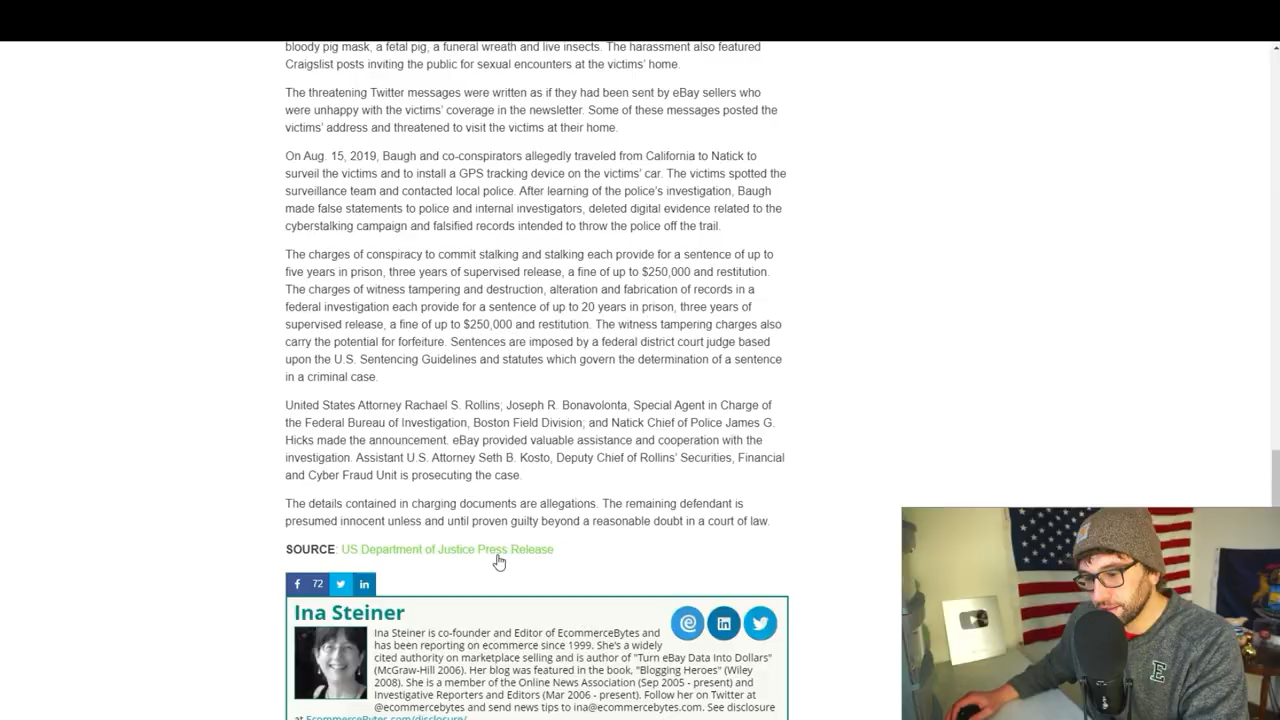 bloody pig mask, a fetal pig, a funeral wreath and live insects. The harassment also featured
Craigslist posts inviting the public for sexual encounters at the victims’ home.
The threatening Twitter messages were written as if they had been sent by eBay sellers who
were unhappy with the victims’ coverage in the newsletter. Some of these messages posted the
victims’ address and threatened to visit the victims at their home.
On Aug. 15, 2019, Baugh and co-conspirators allegedly traveled from California to Natick to
surveil the victims and to install a GPS tracking device on the victims’ car. The victims spotted the
surveillance team and contacted local police. After learning of the police’s investigation, Baugh
made false statements to police and internal investigators, deleted digital evidence related to the
cyberstalking campaign and falsified records intended to throw the police off the trail.
The charges of conspiracy to commit stalking and stalking each provide for a sentence of up to
five years in prison, three years of supervised release, a fine of up to $250,000 and restitution.
The charges of witness tampering and destruction, alteration and fabrication of records in a
federal investigation each provide for a sentence of up to 20 years in prison, three years of
supervised release, a fine of up to $250,000 and restitution. The witness tampering charges also
carry the potential for forfeiture. Sentences are imposed by a federal district court judge based
upon the U.S. Sentencing Guidelines and statutes which govern the determination of a sentence
in a criminal case.
United States Attorney Rachael S. Rollins; Joseph R. Bonavolonta, Special Agent in Charge of
the Federal Bureau of Investigation, Boston Field Division; and Natick Chief of Police James G.
Hicks made the announcement. eBay provided valuable assistance and cooperation with the
investigation. Assistant U.S. Attorney Seth B. Kosto, Deputy Chief of Rollins’ Securities, Financial
and Cyber Fraud Unit is prosecuting the case.
The details contained in charging documents are allegations. The remaining defendant is
presumed innocent unless and until proven guilty beyond a reasonable doubt in a court of law.
SOURCE: US Department of Justice Press Release
f 72 in
Ina Steiner
Ina Steiner is co-founder and Editor of EcommerceBytes and
has been reporting on ecommerce since 1999. She's a widely
cited authority on marketplace selling and is author of "Turn eBay Data Into Dollars"
(McGraw-Hill 2006). Her blog was featured in the book, "Blogging Heroes" (Wiley
2008). She is a member of the Online News Association (Sep 2005 - present) and
Investigative Reporters and Editors (Mar 2006 - present). Follow her on Twitter at
@ecommercebytes and send news tips to ina@ecommercebytes.com. See disclosure
at EcommerceBytes.com/disclosure/
@ in
E